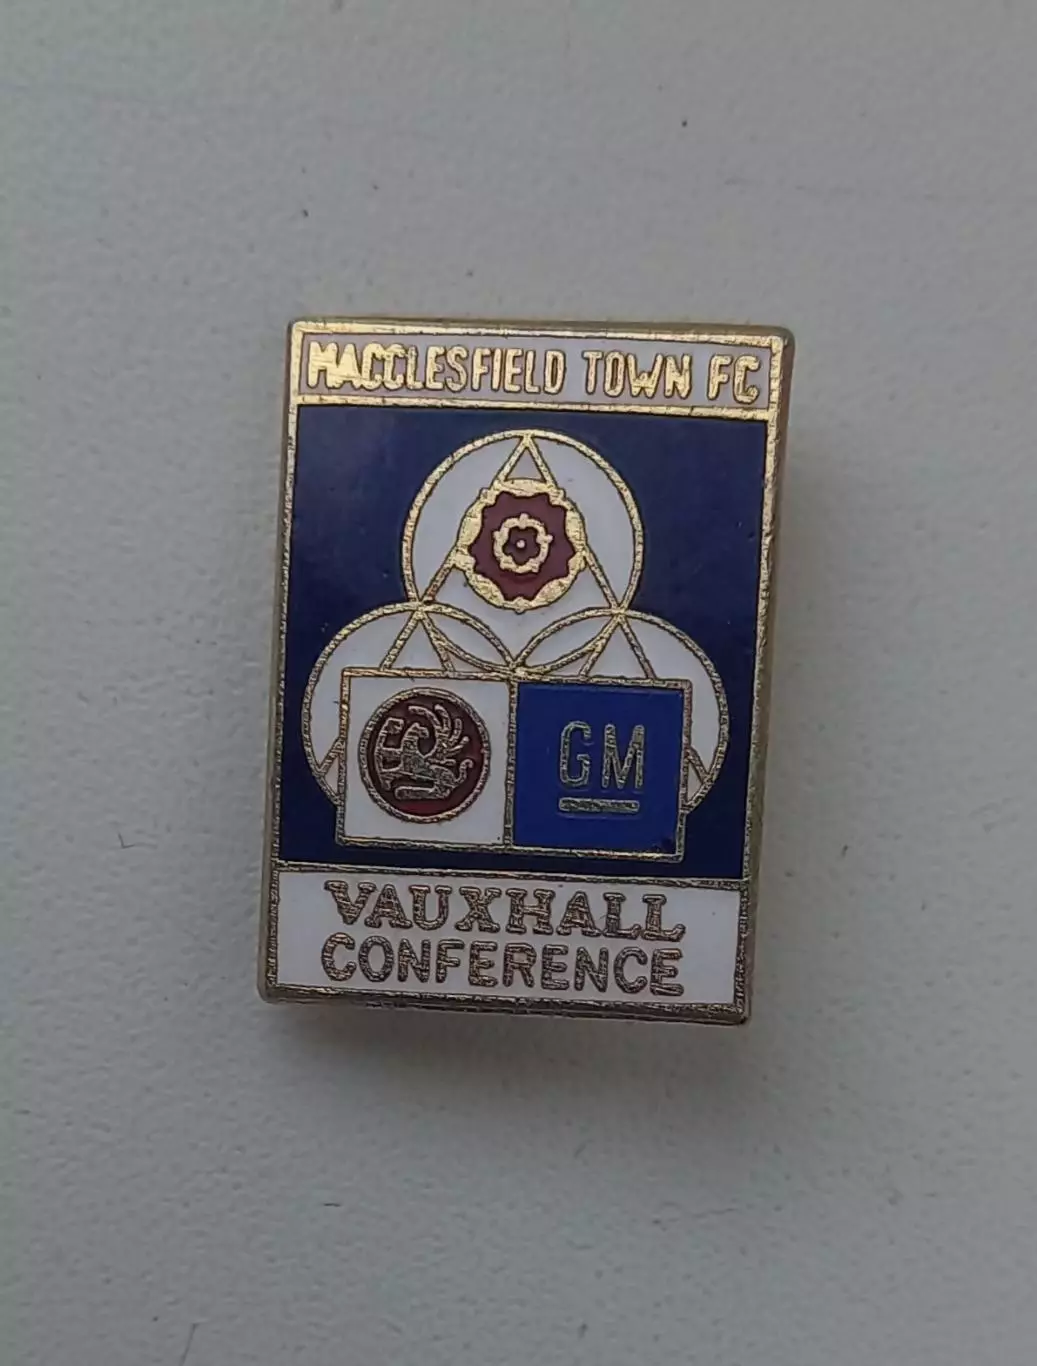 MACCLESFIELD TOWN FC
GM
VAUXHALL
CONFERENCE